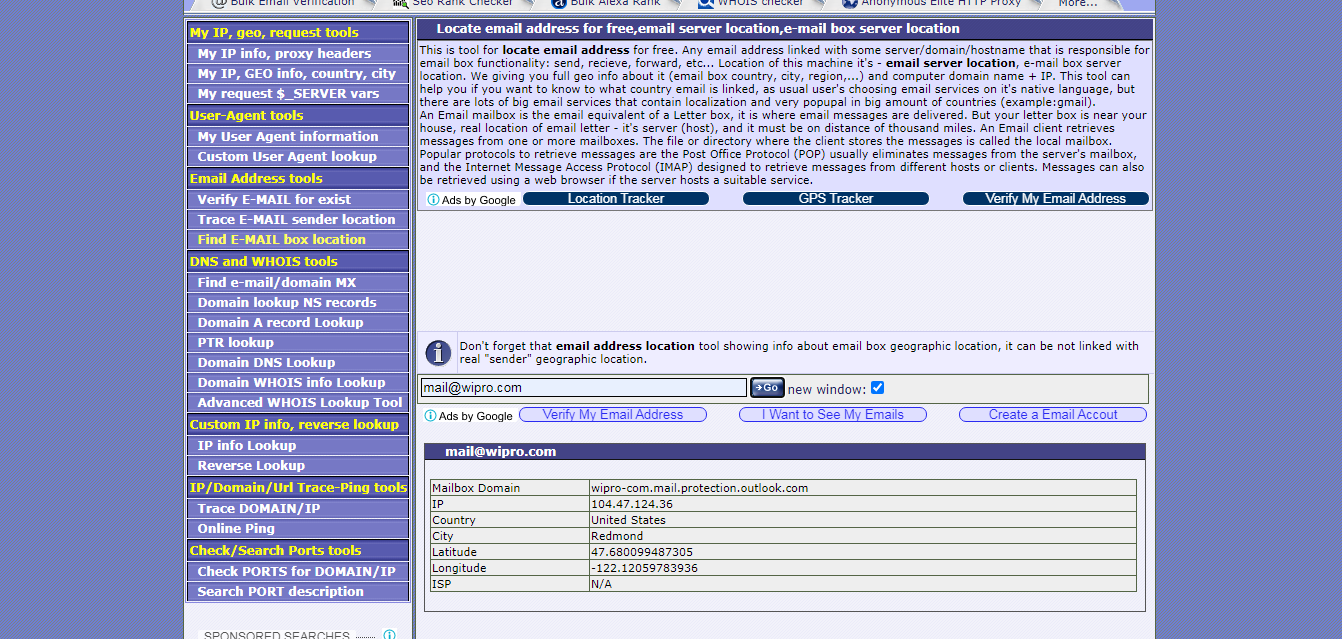 Bulk Email Verification
Seo Rank Checker
Bulk Alexa Rank
WHOIS checker
Anonymous Elite HTTP Proxy
More...
My IP, geo, request tools
My IP info, proxy headers
My IP, GEO info, country, city
My request $_SERVER vars
User-Agent tools
My User Agent information
Custom User Agent lookup
Email Address tools
Verify E-MAIL for exist
Trace E-MAIL sender location
Find E-MAIL box location
DNS and WHOIS tools
Find e-mail/domain MX
Domain lookup NS records
Domain A record Lookup
PTR lookup
Domain DNS Lookup
Domain WHOIS info Lookup
Advanced WHOIS Lookup Tool
Custom IP info, reverse lookup
IP info Lookup
Reverse Lookup
IP/Domain/Url Trace-Ping tools
Trace DOMAIN/IP
Online Ping
Check/Search Ports tools
Check PORTS for DOMAIN/IP
Search PORT description
SPONSORED SEARCHES
Locate email address for free,email server location,e-mail box server location
This is tool for locate email address for free. Any email address linked with some server/domain/hostname that is responsible for
email box functionality: send, recieve, forward, etc... Location of this machine it's - email server location, e-mail box server
location. We giving you full geo info about it (email box country, city, region,...) and computer domain name + IP. This tool can
help you if you want to know to what country email is linked, as usual user's choosing email services on it's native language, but
there are lots of big email services that contain localization and very popupal in big amount of countries (example:gmail).
An Email mailbox is the email equivalent of a Letter box, it is where email messages are delivered. But your letter box is near your
house, real location of email letter - it's server (host), and it must be on distance of thousand miles. An Email client retrieves
messages from one or more mailboxes. The file or directory where the client stores the messages is called the local mailbox.
Popular protocols to retrieve messages are the Post Office Protocol (POP) usually eliminates messages from the server's mailbox,
and the Internet Message Access Protocol (IMAP) designed to retrieve messages from different hosts or clients. Messages can also
be retrieved using a web browser if the server hosts a suitable service.
Ads by Google
Location Tracker
GPS Tracker
Verify My Email Address
Don't forget that email address location tool showing info about email box geographic location, it can be not linked with
real "sender" geographic location.
mail@wipro.com
Go
new window:
Ads by Google
Verify My Email Address
I Want to See My Emails
Create a Email Accout
mail@wipro.com
Mailbox Domain wipro-com.mail.protection.outlook.com
IP 104.47.124.36
Country United States
City Redmond
Latitude 47.680099487305
Longitude -122.12059783936
ISP N/A